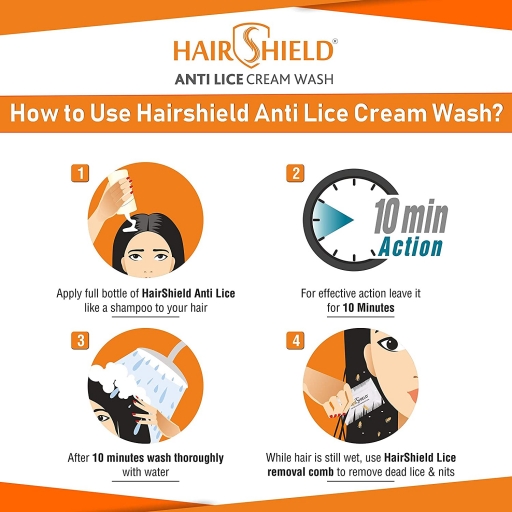 HAIRSHIELD®
ANTI LICE CREAM WASH
How to Use Hairshield Anti Lice Cream Wash?
1
Apply full bottle of HairShield Anti Lice
like a shampoo to your hair
2
10 min
Action
For effective action leave it
for 10 Minutes
3
After 10 minutes wash thoroughly
with water
4
HAIRSHIELD
While hair is still wet, use HairShield Lice
removal comb to remove dead lice & nits